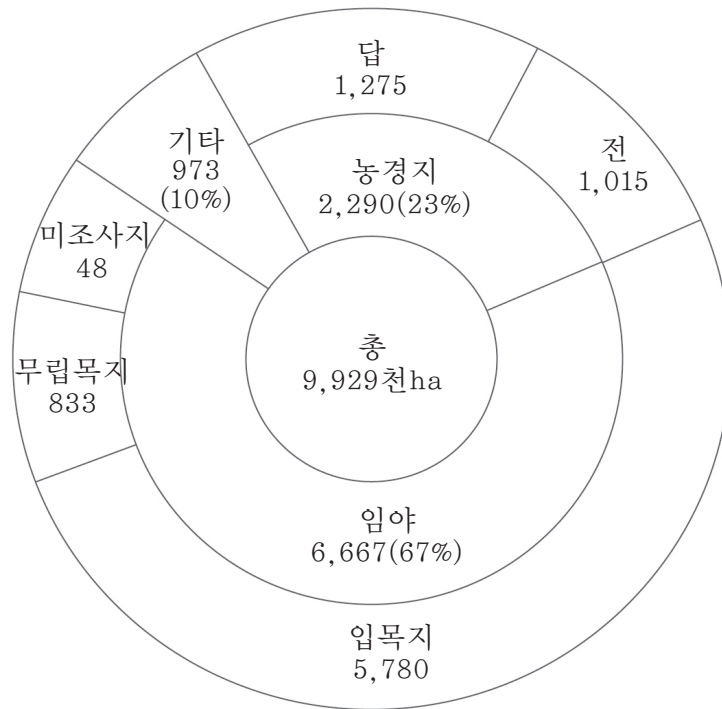 답
1,275
전
1,015
기타
973
(10%)
농경지
2,290(23%)
미조사지
48
무립목지
833
총
9,929천ha
임야
6,667(67%)
입목지
5,780